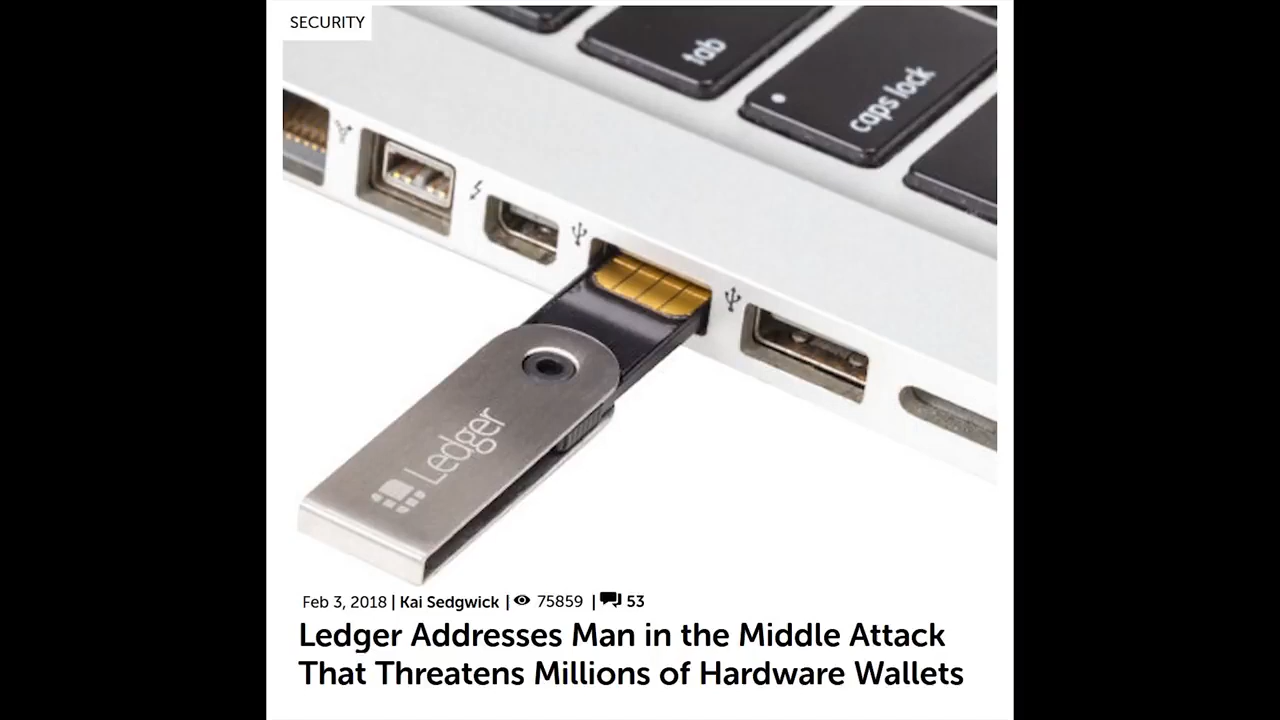 SECURITY
tab
caps lock
Ledger
Feb 3, 2018 | Kai Sedgwick | 75859 | 53
Ledger Addresses Man in the Middle Attack
That Threatens Millions of Hardware Wallets